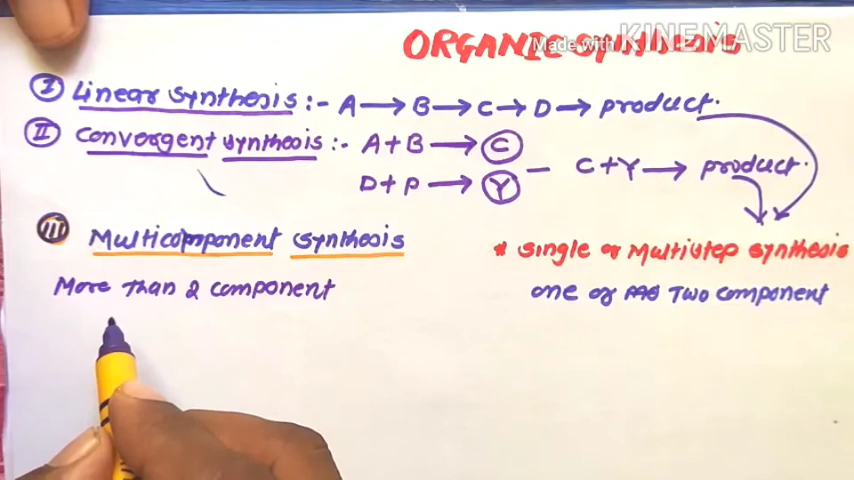 ORGANIC SYNTHESIS
Made with KINEMASTER
I Linear synthesis :- A → B → C → D → product.
II Convergent synthesis :- A + B → C
D + P → Y – C + Y → product.
III Multicomponent synthesis
* Single or Multistep synthesis
More than 2 component
one or Two component